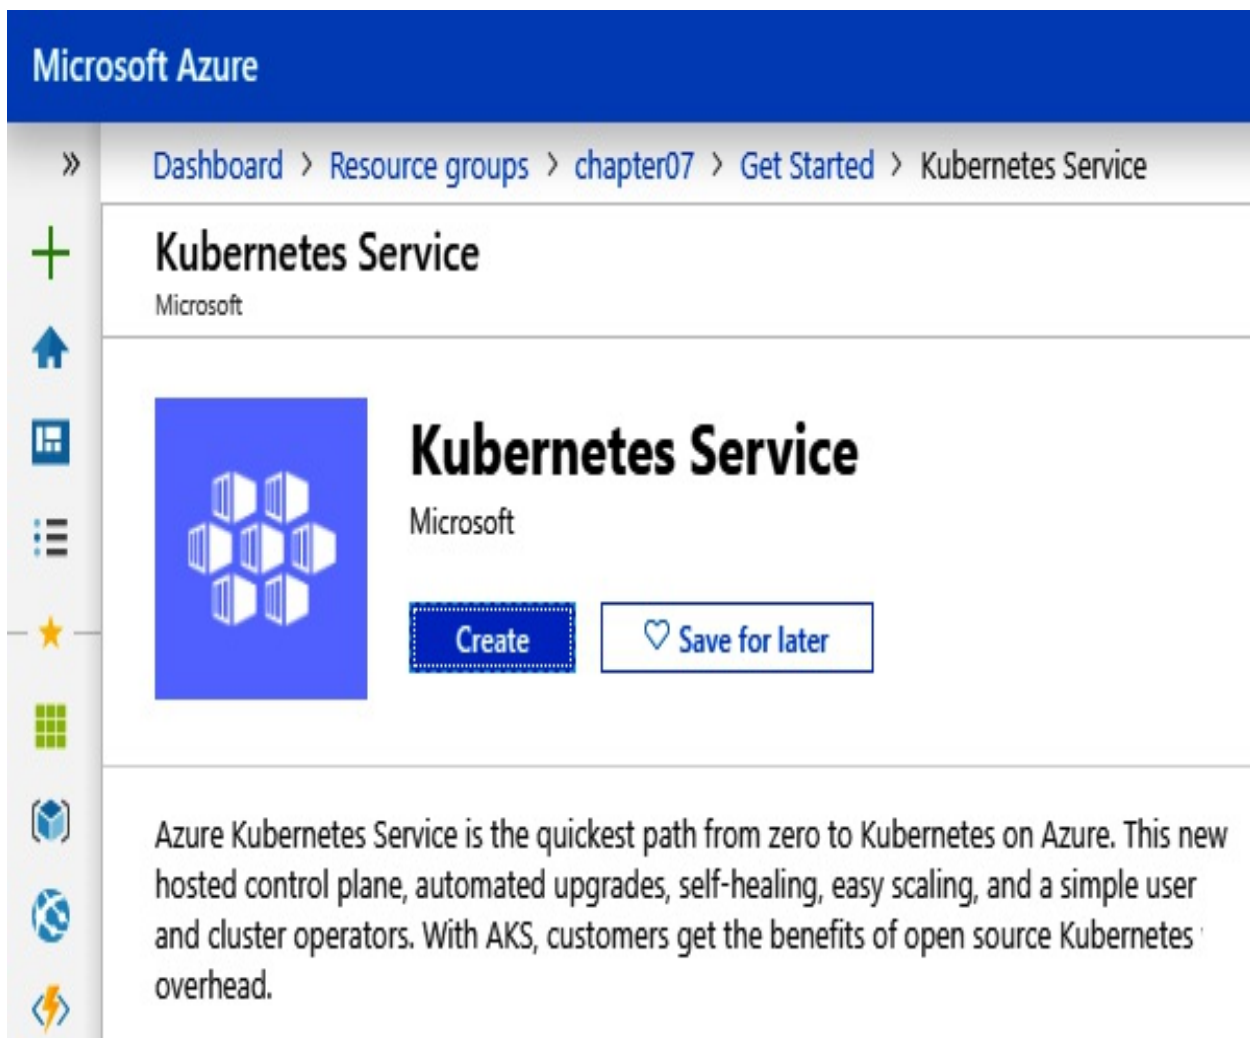 Microsoft Azure
Dashboard > Resource groups > chapter07 > Get Started > Kubernetes Service
Kubernetes Service
Microsoft
Kubernetes Service
Microsoft
Create
Save for later
Azure Kubernetes Service is the quickest path from zero to Kubernetes on Azure. This new
hosted control plane, automated upgrades, self-healing, easy scaling, and a simple user
and cluster operators. With AKS, customers get the benefits of open source Kubernetes
overhead.